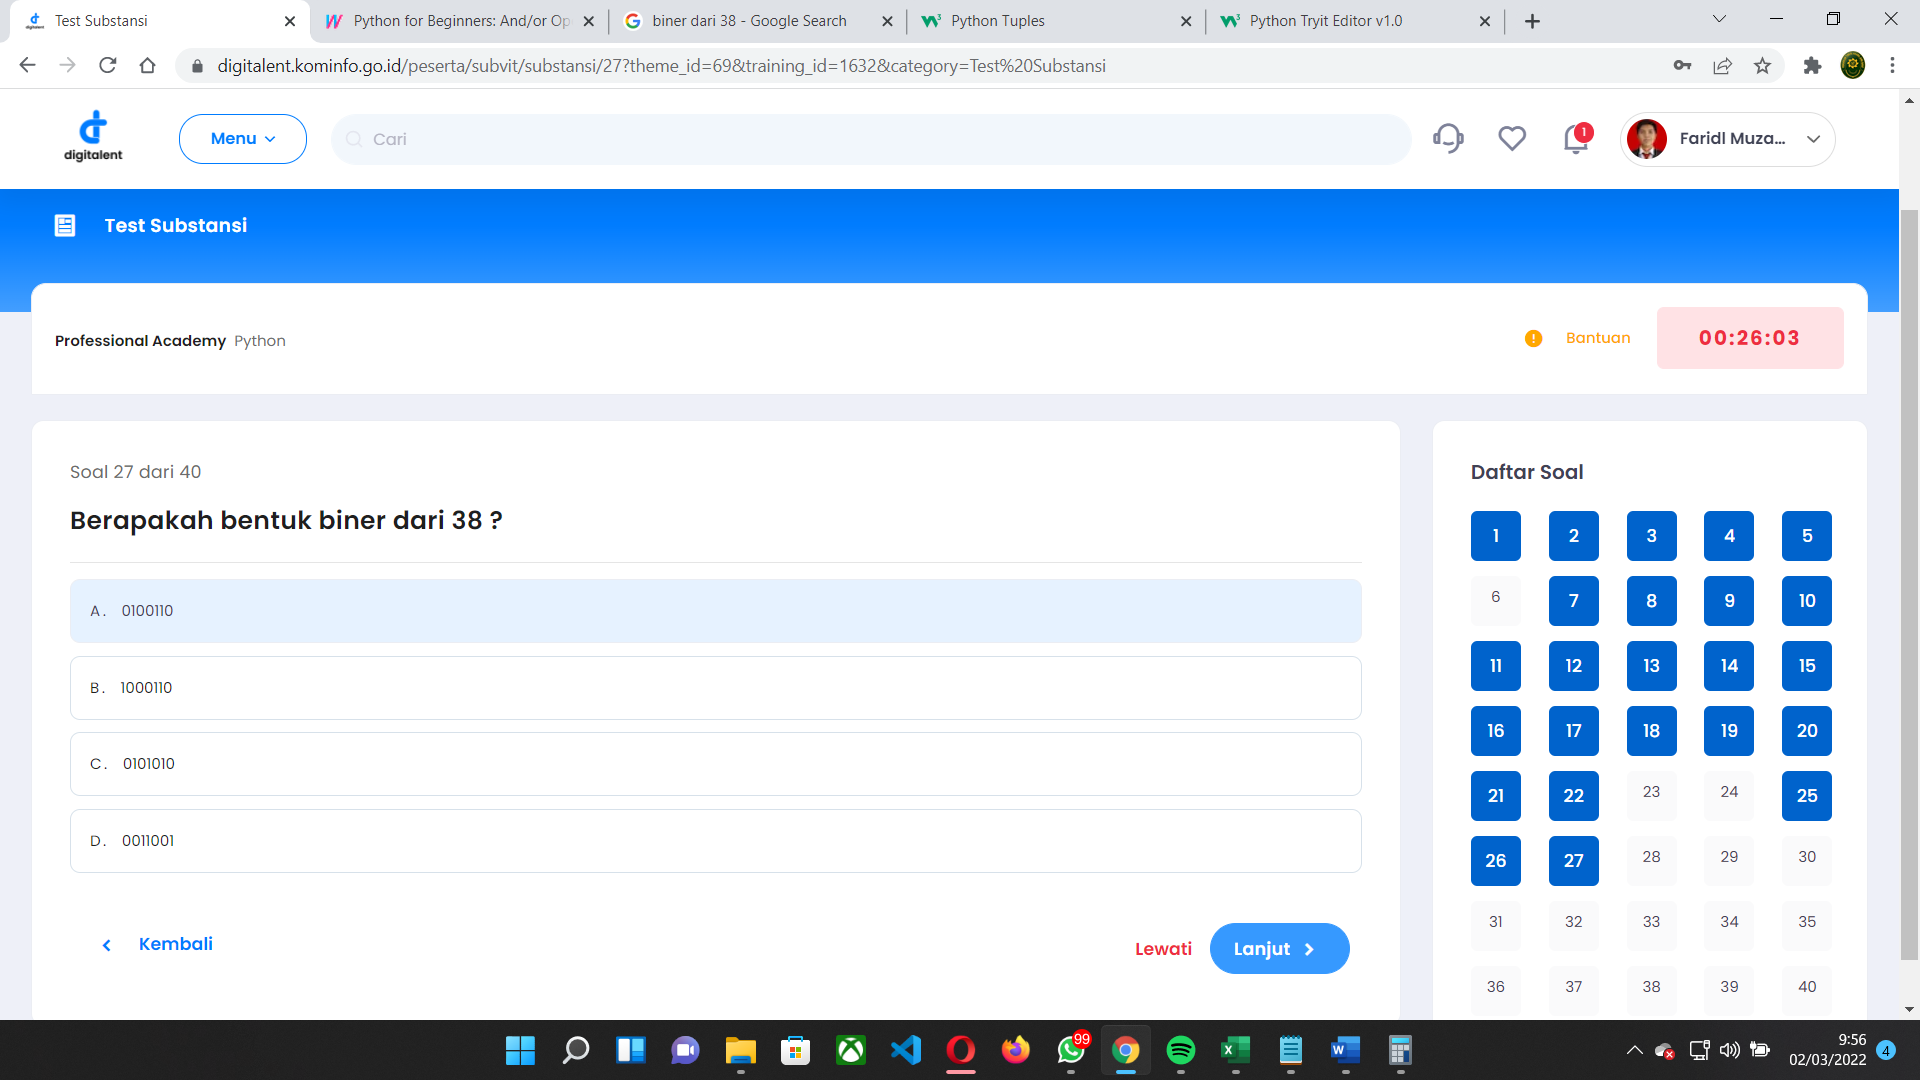 Test Substansi
Python for Beginners: And/or Op
biner dari 38 - Google Search
Python Tuples
Python Tryit Editor v1.0
digitalent.kominfo.go.id/peserta/subvit/substansi/27?theme_id=69&training_id=1632&category=Test%20Substansi
digitalent
Menu
Cari
1
Faridl Muza...
Test Substansi
Professional Academy Python
Bantuan
00:26:03
Soal 27 dari 40
Berapakah bentuk biner dari 38 ?
A. 0100110
B. 1000110
C. 0101010
D. 0011001
Kembali
Lewati
Lanjut
Daftar Soal
1 2 3 4 5
6 7 8 9 10
11 12 13 14 15
16 17 18 19 20
21 22 23 24 25
26 27 28 29 30
31 32 33 34 35
36 37 38 39 40
99
9:56
02/03/2022
4